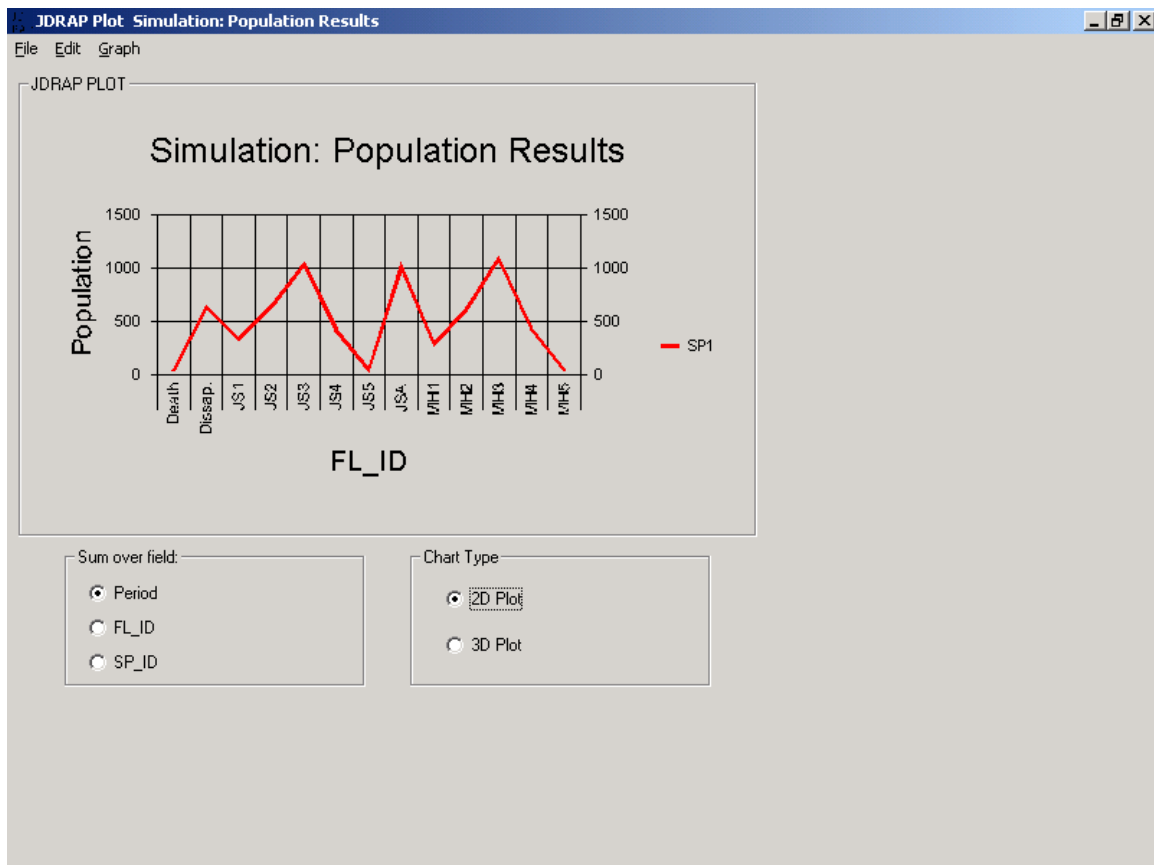 JDRAP Plot Simulation: Population Results
File Edit Graph
JDRAP PLOT
Simulation: Population Results
Population
1500 1500
1000 1000
500 500
0 0
SP1
Death Dissap. JS1 JS2 JS3 JS4 JS5 JSA MH1 MH2 MH3 MH4 MH5
FL_ID
Sum over field:
Period
FL_ID
SP_ID
Chart Type
2D Plot
3D Plot